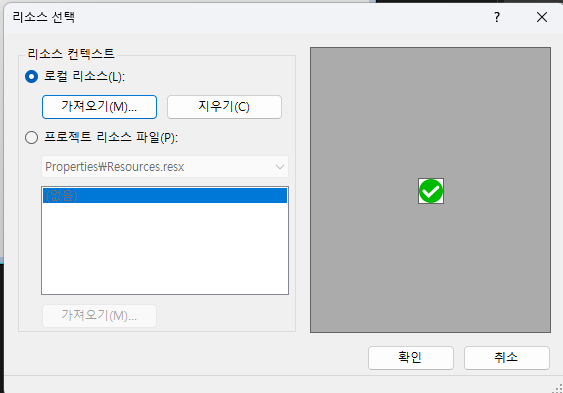 리소스 선택
?
리소스 컨텍스트
로컬 리소스(L):
가져오기(M)... 지우기(C)
프로젝트 리소스 파일(P):
Properties₩Resources.resx
(없음)
가져오기(M)...
확인 취소